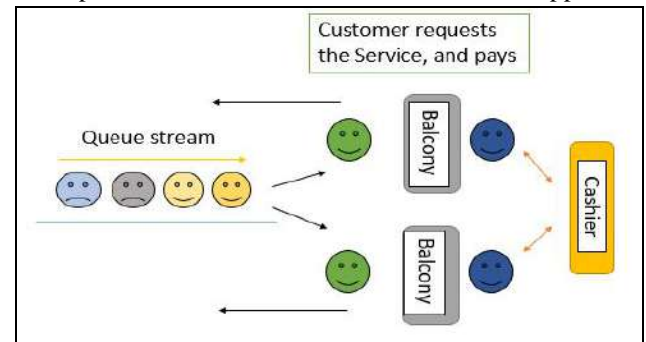 Customer requests
the Service, and pays
Queue stream
Balcony
Cashier
Balcony